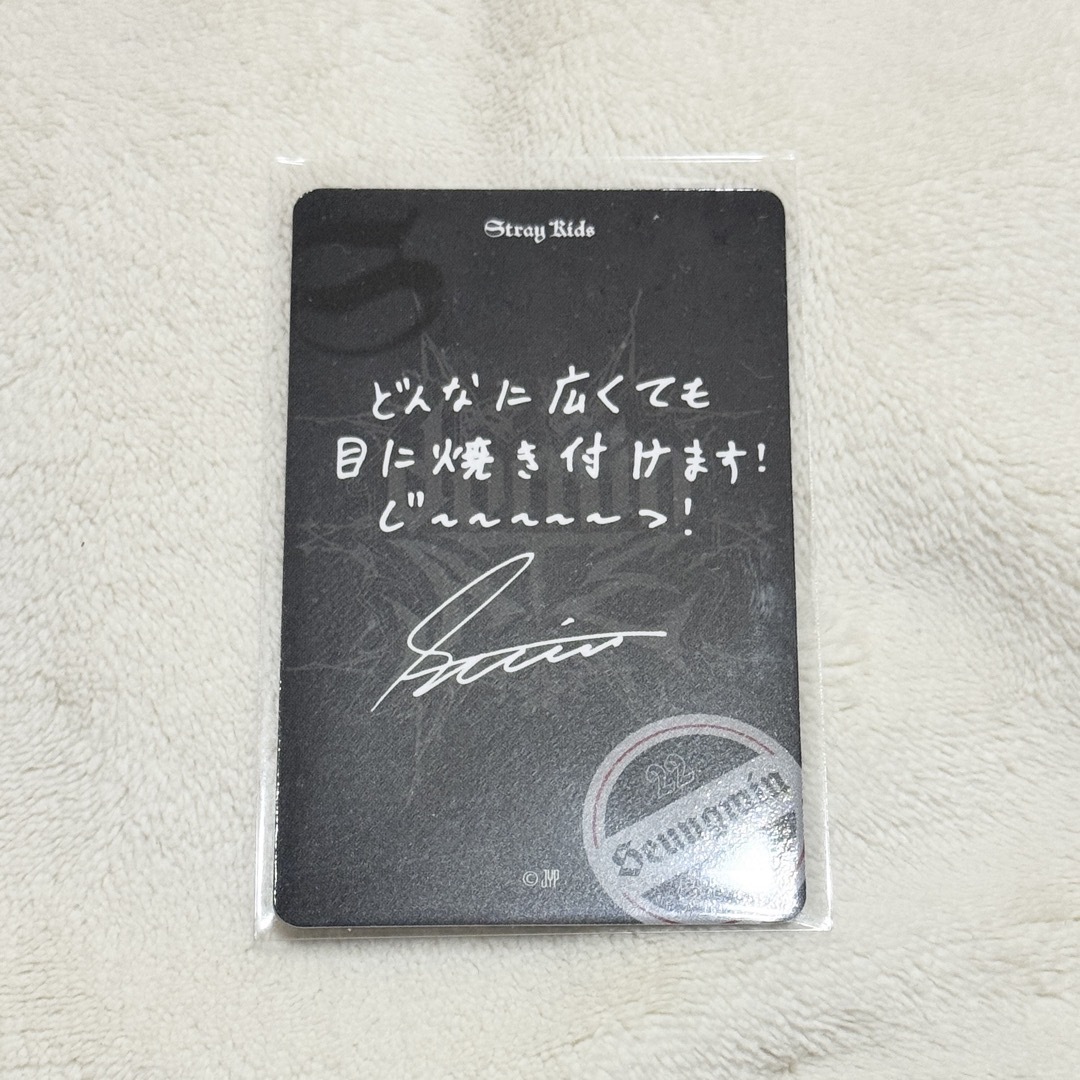 Stray Kids
どんなに広くても
目に焼き付けます!
じ〜〜〜〜〜っ!
22
Seungmin
© JYP